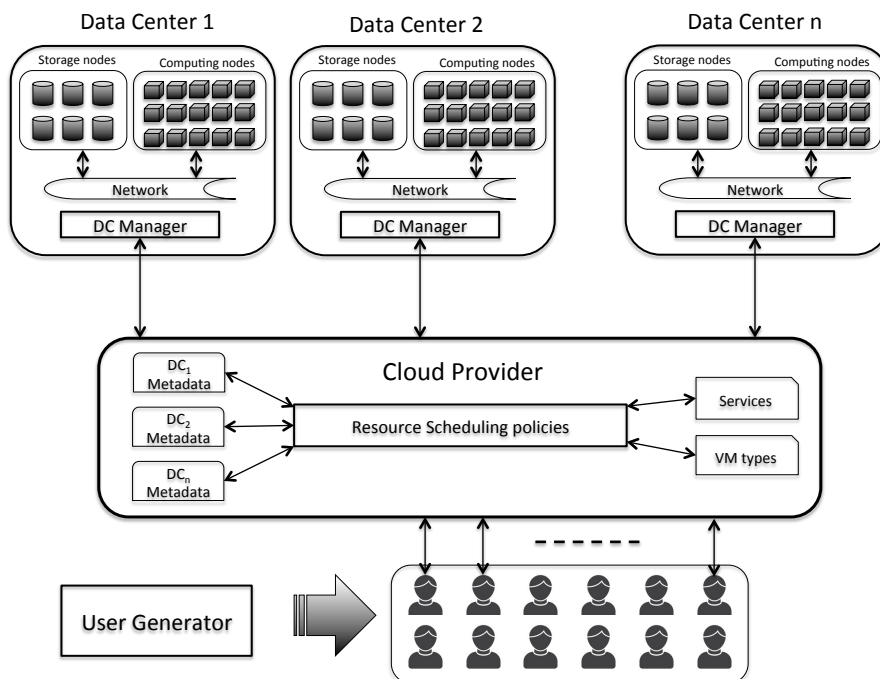 Data Center 1
Data Center 2
Data Center n
Storage nodes
Computing nodes
Storage nodes
Computing nodes
Storage nodes
Computing nodes
Network
Network
Network
DC Manager
DC Manager
DC Manager
Cloud Provider
DC1
Metadata
DC2
Metadata
DCn
Metadata
Resource Scheduling policies
Services
VM types
User Generator